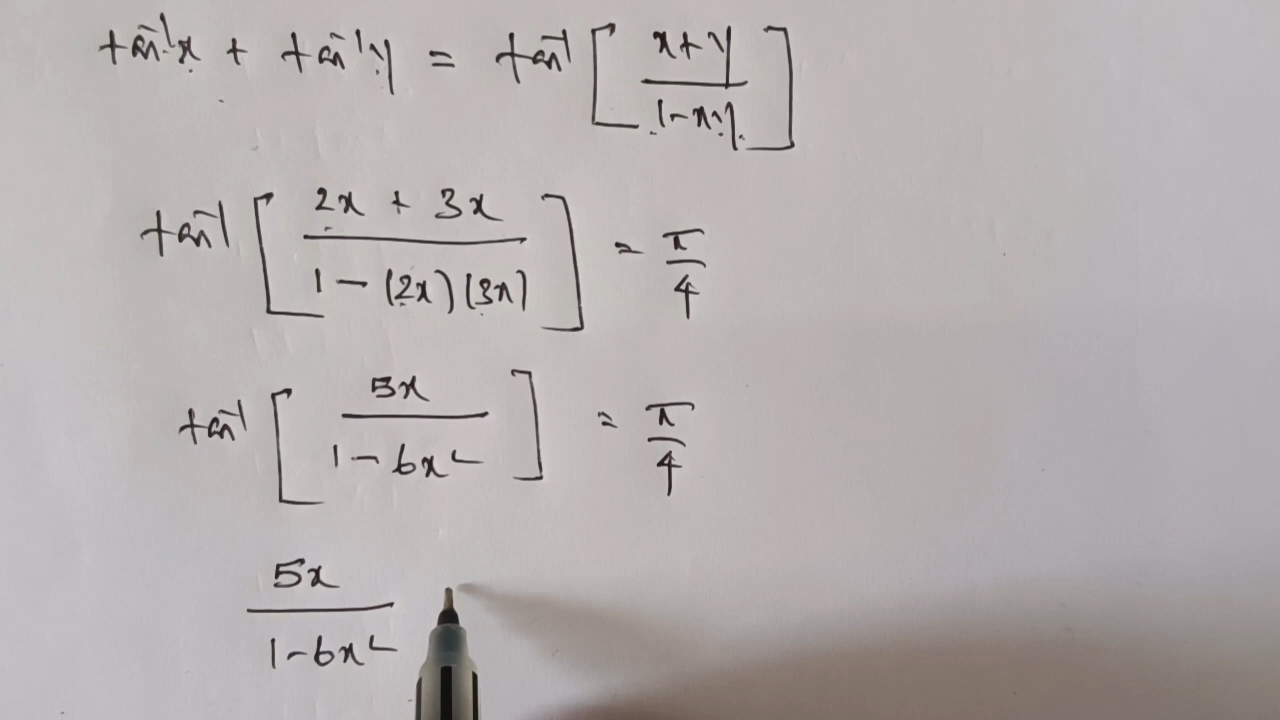 tan⁻¹x + tan⁻¹y = tan⁻¹ [ (x+y)/(1-xy) ]
tan⁻¹ [ (2x + 3x)/(1 - (2x)(3x)) ] = π/4
tan⁻¹ [ 5x/(1 - 6x²) ] = π/4
5x/(1-6x²)